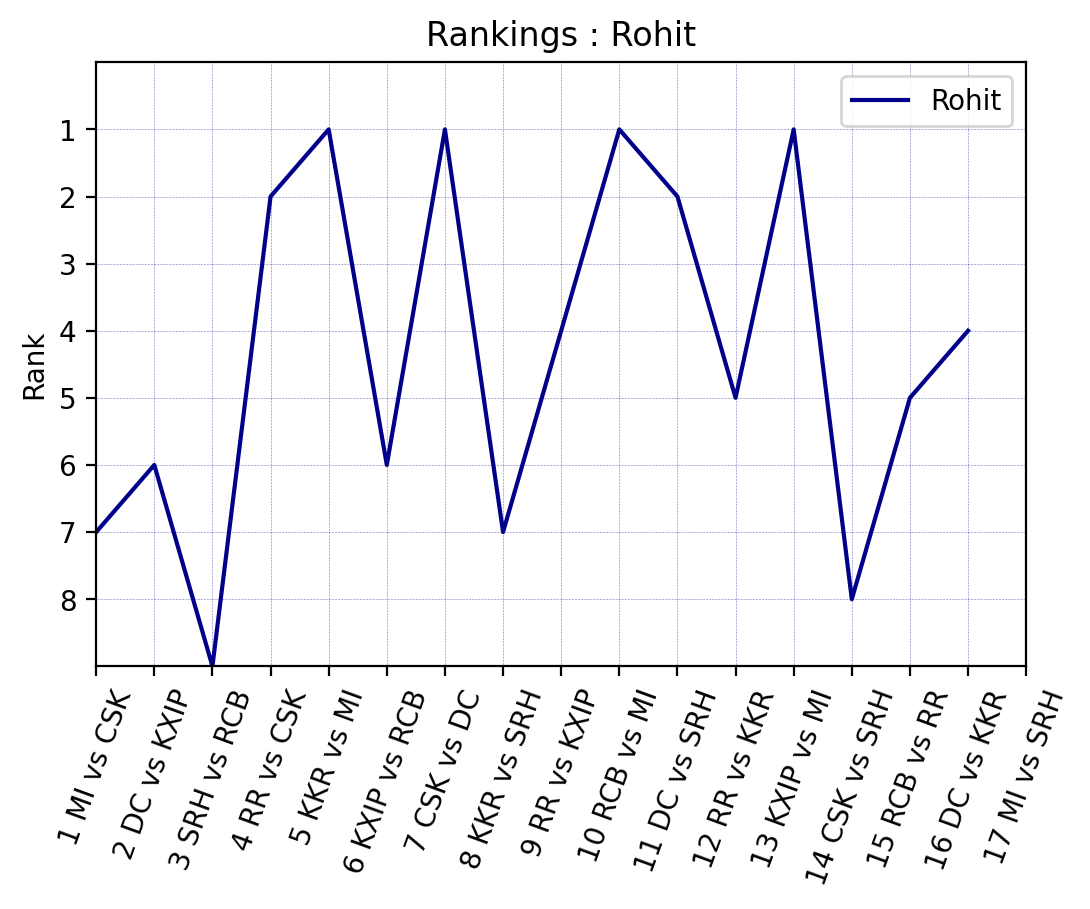 Rankings : Rohit
Rohit
Rank
1
2
3
4
5
6
7
8
1 MI vs CSK
2 DC vs KXIP
3 SRH vs RCB
4 RR vs CSK
5 KKR vs MI
6 KXIP vs RCB
7 CSK vs DC
8 KKR vs SRH
9 RR vs KXIP
10 RCB vs MI
11 DC vs SRH
12 RR vs KKR
13 KXIP vs MI
14 CSK vs SRH
15 RCB vs RR
16 DC vs KKR
17 MI vs SRH